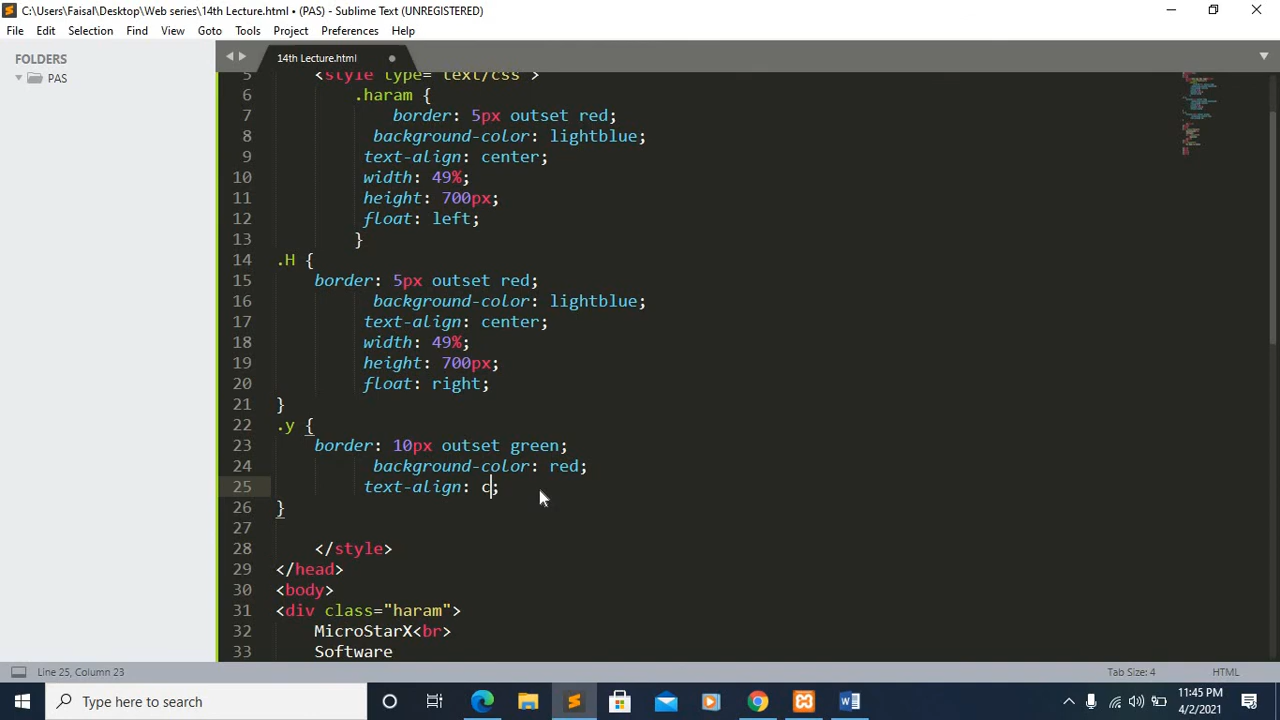 C:\Users\Faisal\Desktop\Web series\14th Lecture.html • (PAS) - Sublime Text (UNREGISTERED)
File Edit Selection Find View Goto Tools Project Preferences Help
FOLDERS
PAS
14th Lecture.html
5 <style type="text/css">
6 .haram {
7 border: 5px outset red;
8 background-color: lightblue;
9 text-align: center;
10 width: 49%;
11 height: 700px;
12 float: left;
13 }
14 .H {
15 border: 5px outset red;
16 background-color: lightblue;
17 text-align: center;
18 width: 49%;
19 height: 700px;
20 float: right;
21 }
22 .y {
23 border: 10px outset green;
24 background-color: red;
25 text-align: c;
26 }
27
28 </style>
29 </head>
30 <body>
31 <div class="haram">
32 MicroStarX<br>
33 Software
Line 25, Column 23
Tab Size: 4
HTML
Type here to search
11:45 PM
4/2/2021